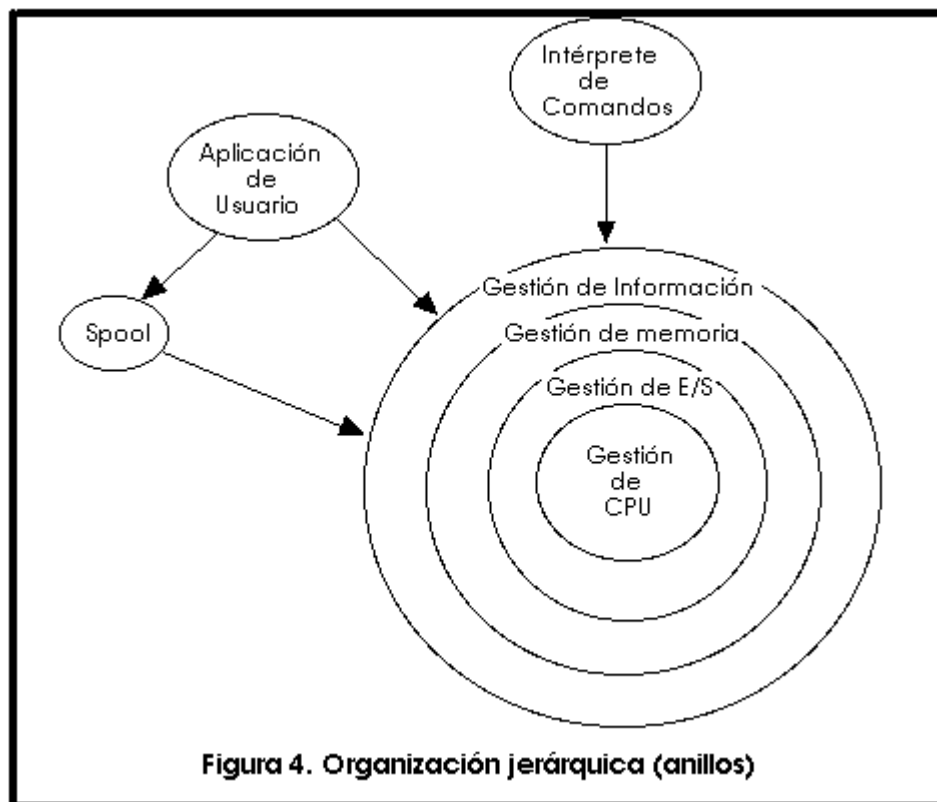 Intérprete
de
Comandos
Aplicación
de
Usuario
Spool
Gestión de Información
Gestión de memoria
Gestión de E/S
Gestión
de
CPU
Figura 4. Organización jerárquica (anillos)